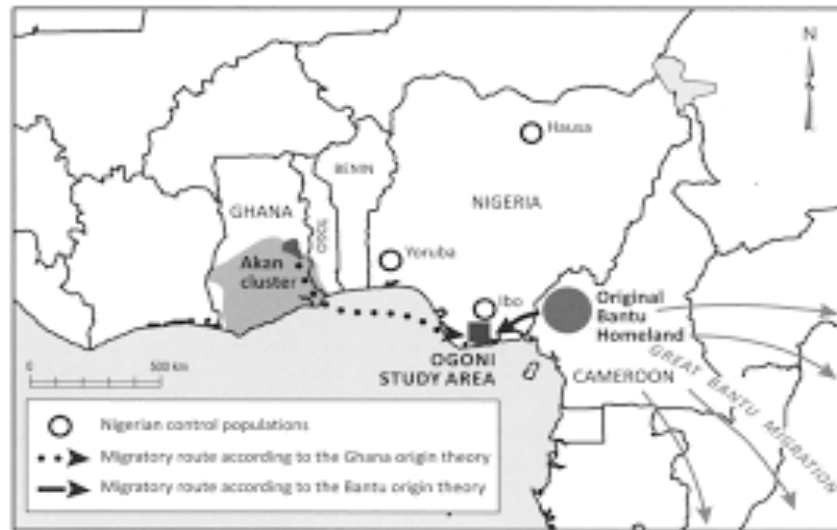 N
Hausa
BENIN
NIGERIA
GHANA
TOGO
Yoruba
Akan
cluster
Ibo
Original
Bantu
Homeland
OGONI
STUDY AREA
CAMEROON
GREAT BANTU MIGRATION
0 500 km
Nigerian control populations
Migratory route according to the Ghana origin theory
Migratory route according to the Bantu origin theory